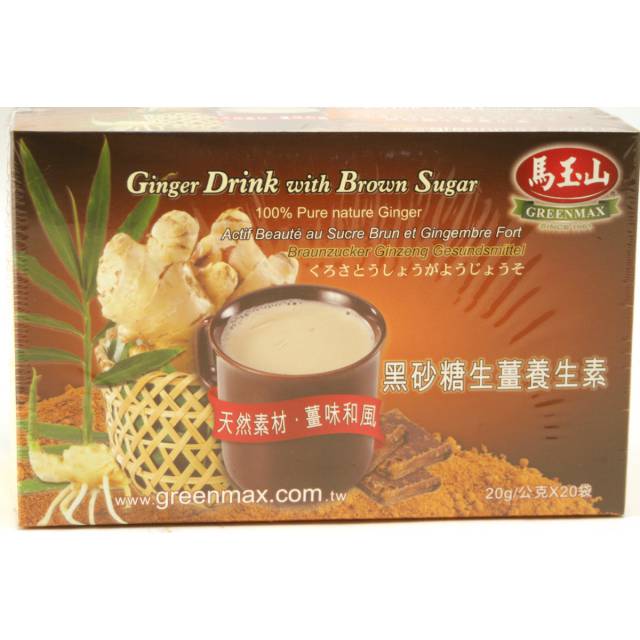 Ginger Drink with Brown Sugar
100% Pure nature Ginger
Actif Beauté au Sucre Brun et Gingembre Fort
Braunzucker Ginzeng Gesundsmittel
くろさとうしょうがようじょうそ
馬玉山
GREENMAX
SINCE 1951
黑砂糖生薑養生素
天然素材·薑味和風
www.greenmax.com.tw
20g/公克X20袋